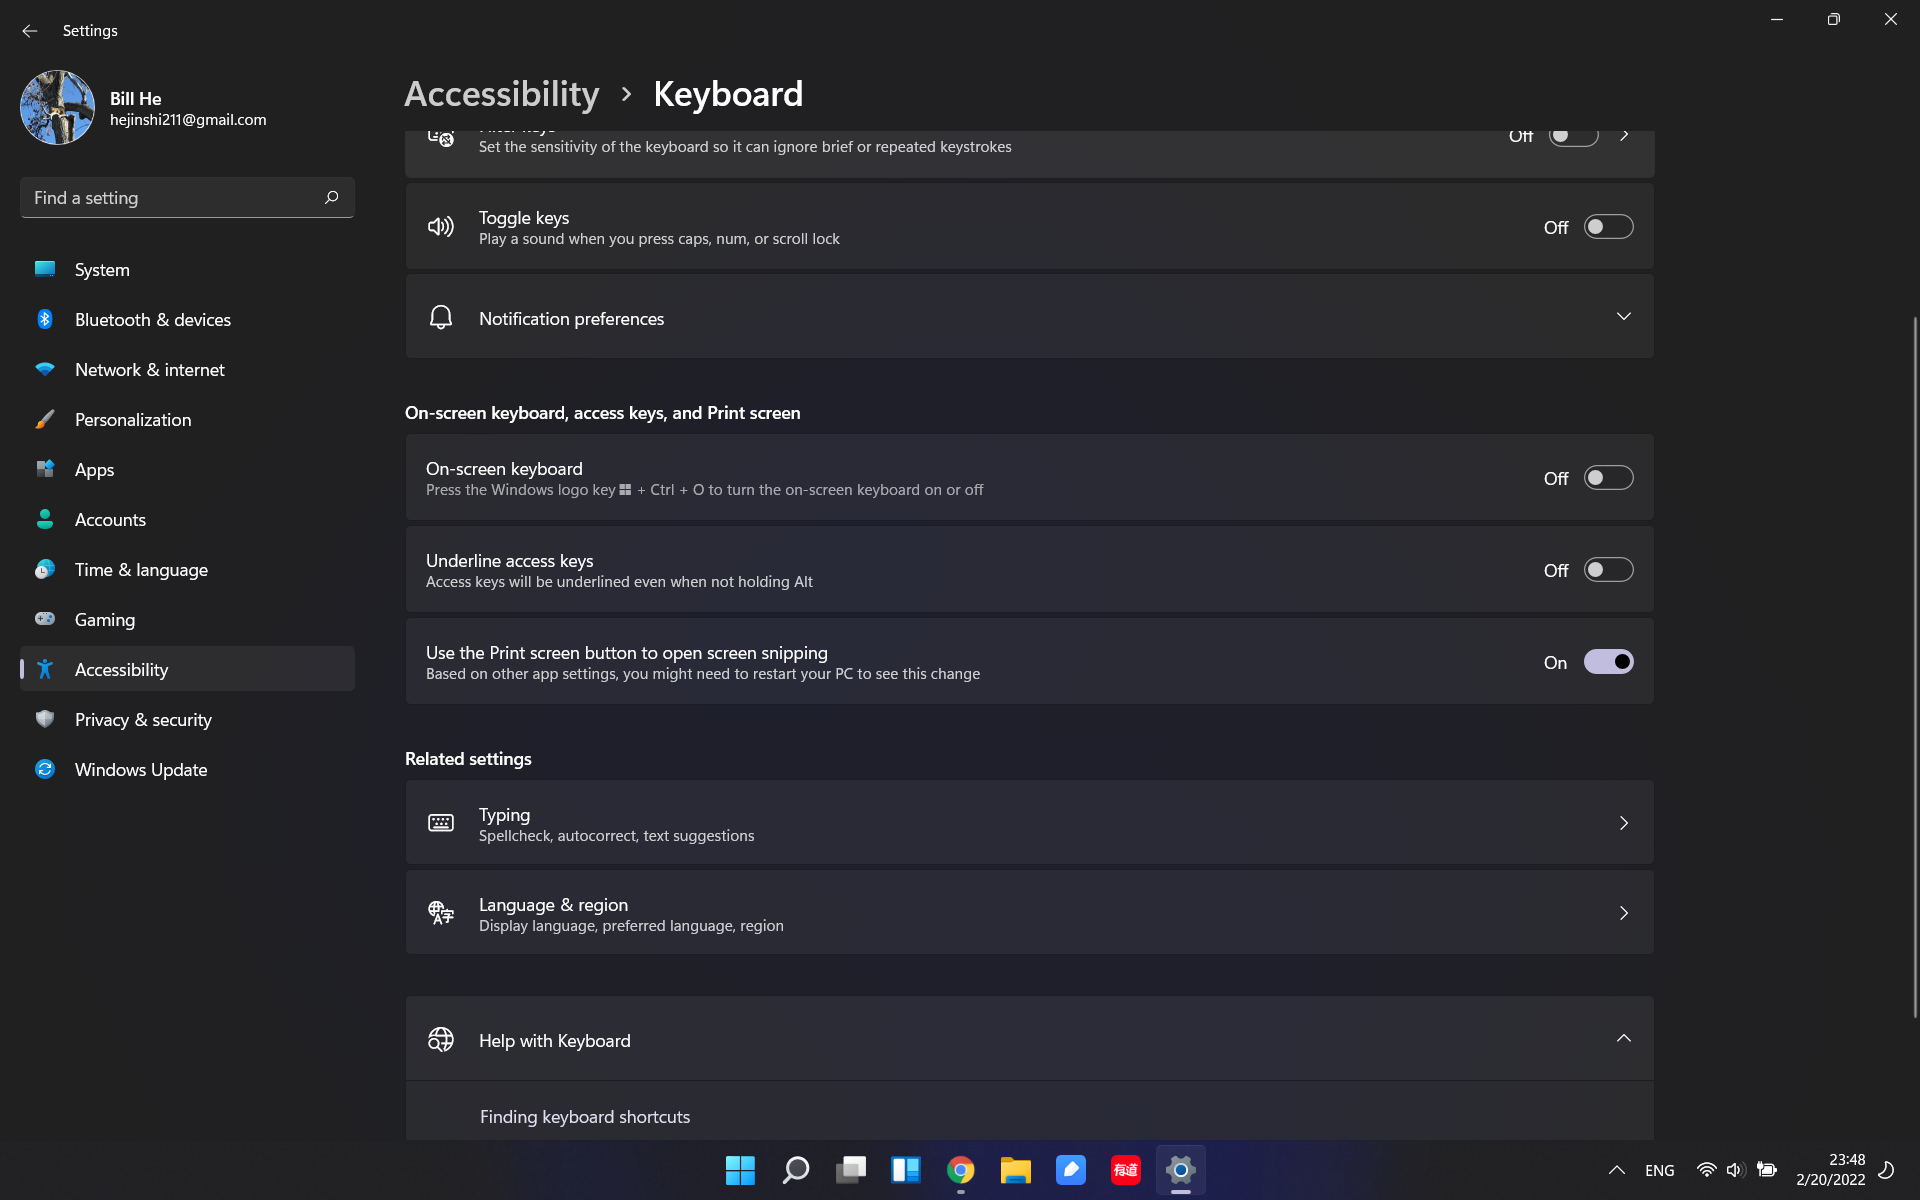 Settings
Bill He
hejinshi211@gmail.com
Find a setting
System
Bluetooth & devices
Network & internet
Personalization
Apps
Accounts
Time & language
Gaming
Accessibility
Privacy & security
Windows Update
Accessibility > Keyboard
Filter keys
Set the sensitivity of the keyboard so it can ignore brief or repeated keystrokes
Off
Toggle keys
Play a sound when you press caps, num, or scroll lock
Off
Notification preferences
On-screen keyboard, access keys, and Print screen
On-screen keyboard
Press the Windows logo key + Ctrl + O to turn the on-screen keyboard on or off
Off
Underline access keys
Access keys will be underlined even when not holding Alt
Off
Use the Print screen button to open screen snipping
Based on other app settings, you might need to restart your PC to see this change
On
Related settings
Typing
Spellcheck, autocorrect, text suggestions
Language & region
Display language, preferred language, region
Help with Keyboard
Finding keyboard shortcuts
有道
ENG
23:48
2/20/2022